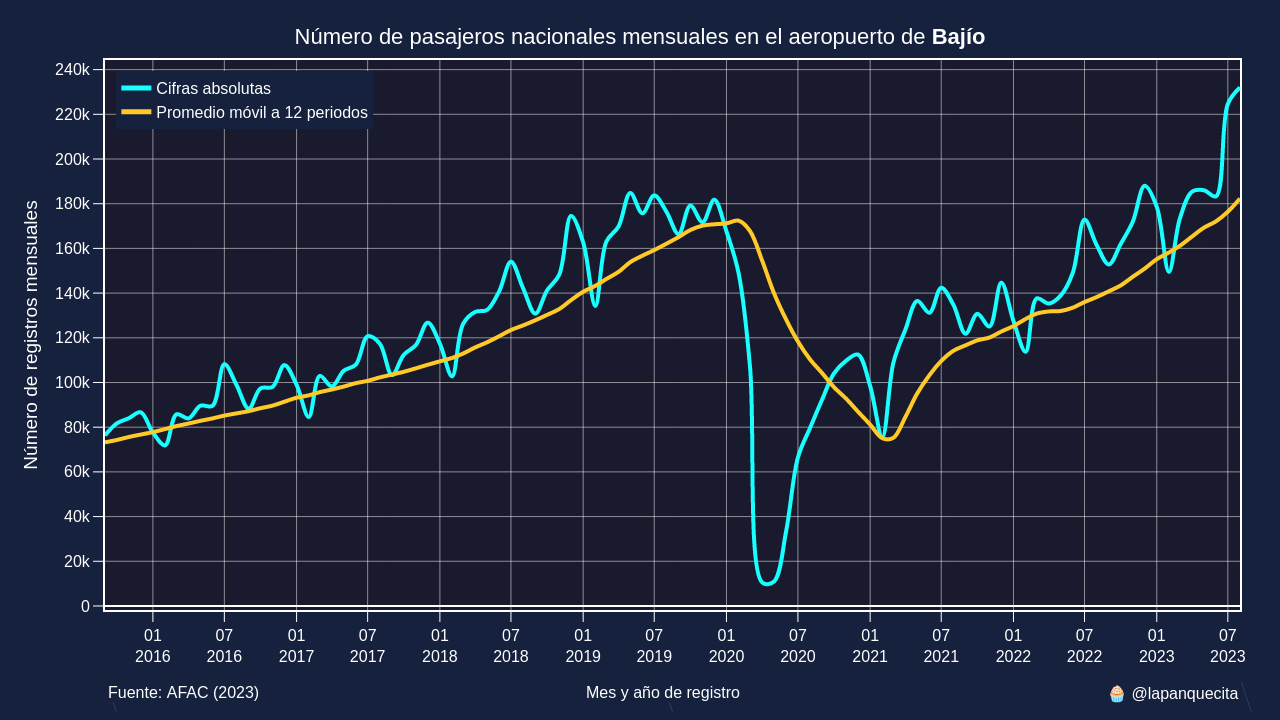 Número de pasajeros nacionales mensuales en el aeropuerto de Bajío
Cifras absolutas
Promedio móvil a 12 periodos
Número de registros mensuales
240k
220k
200k
180k
160k
140k
120k
100k
80k
60k
40k
20k
0
01 07 01 07 01 07 01 07 01 07 01 07 01 07 01 07
2016 2016 2017 2017 2018 2018 2019 2019 2020 2020 2021 2021 2022 2022 2023 2023
Fuente: AFAC (2023)
Mes y año de registro
🧁 @lapanquecita